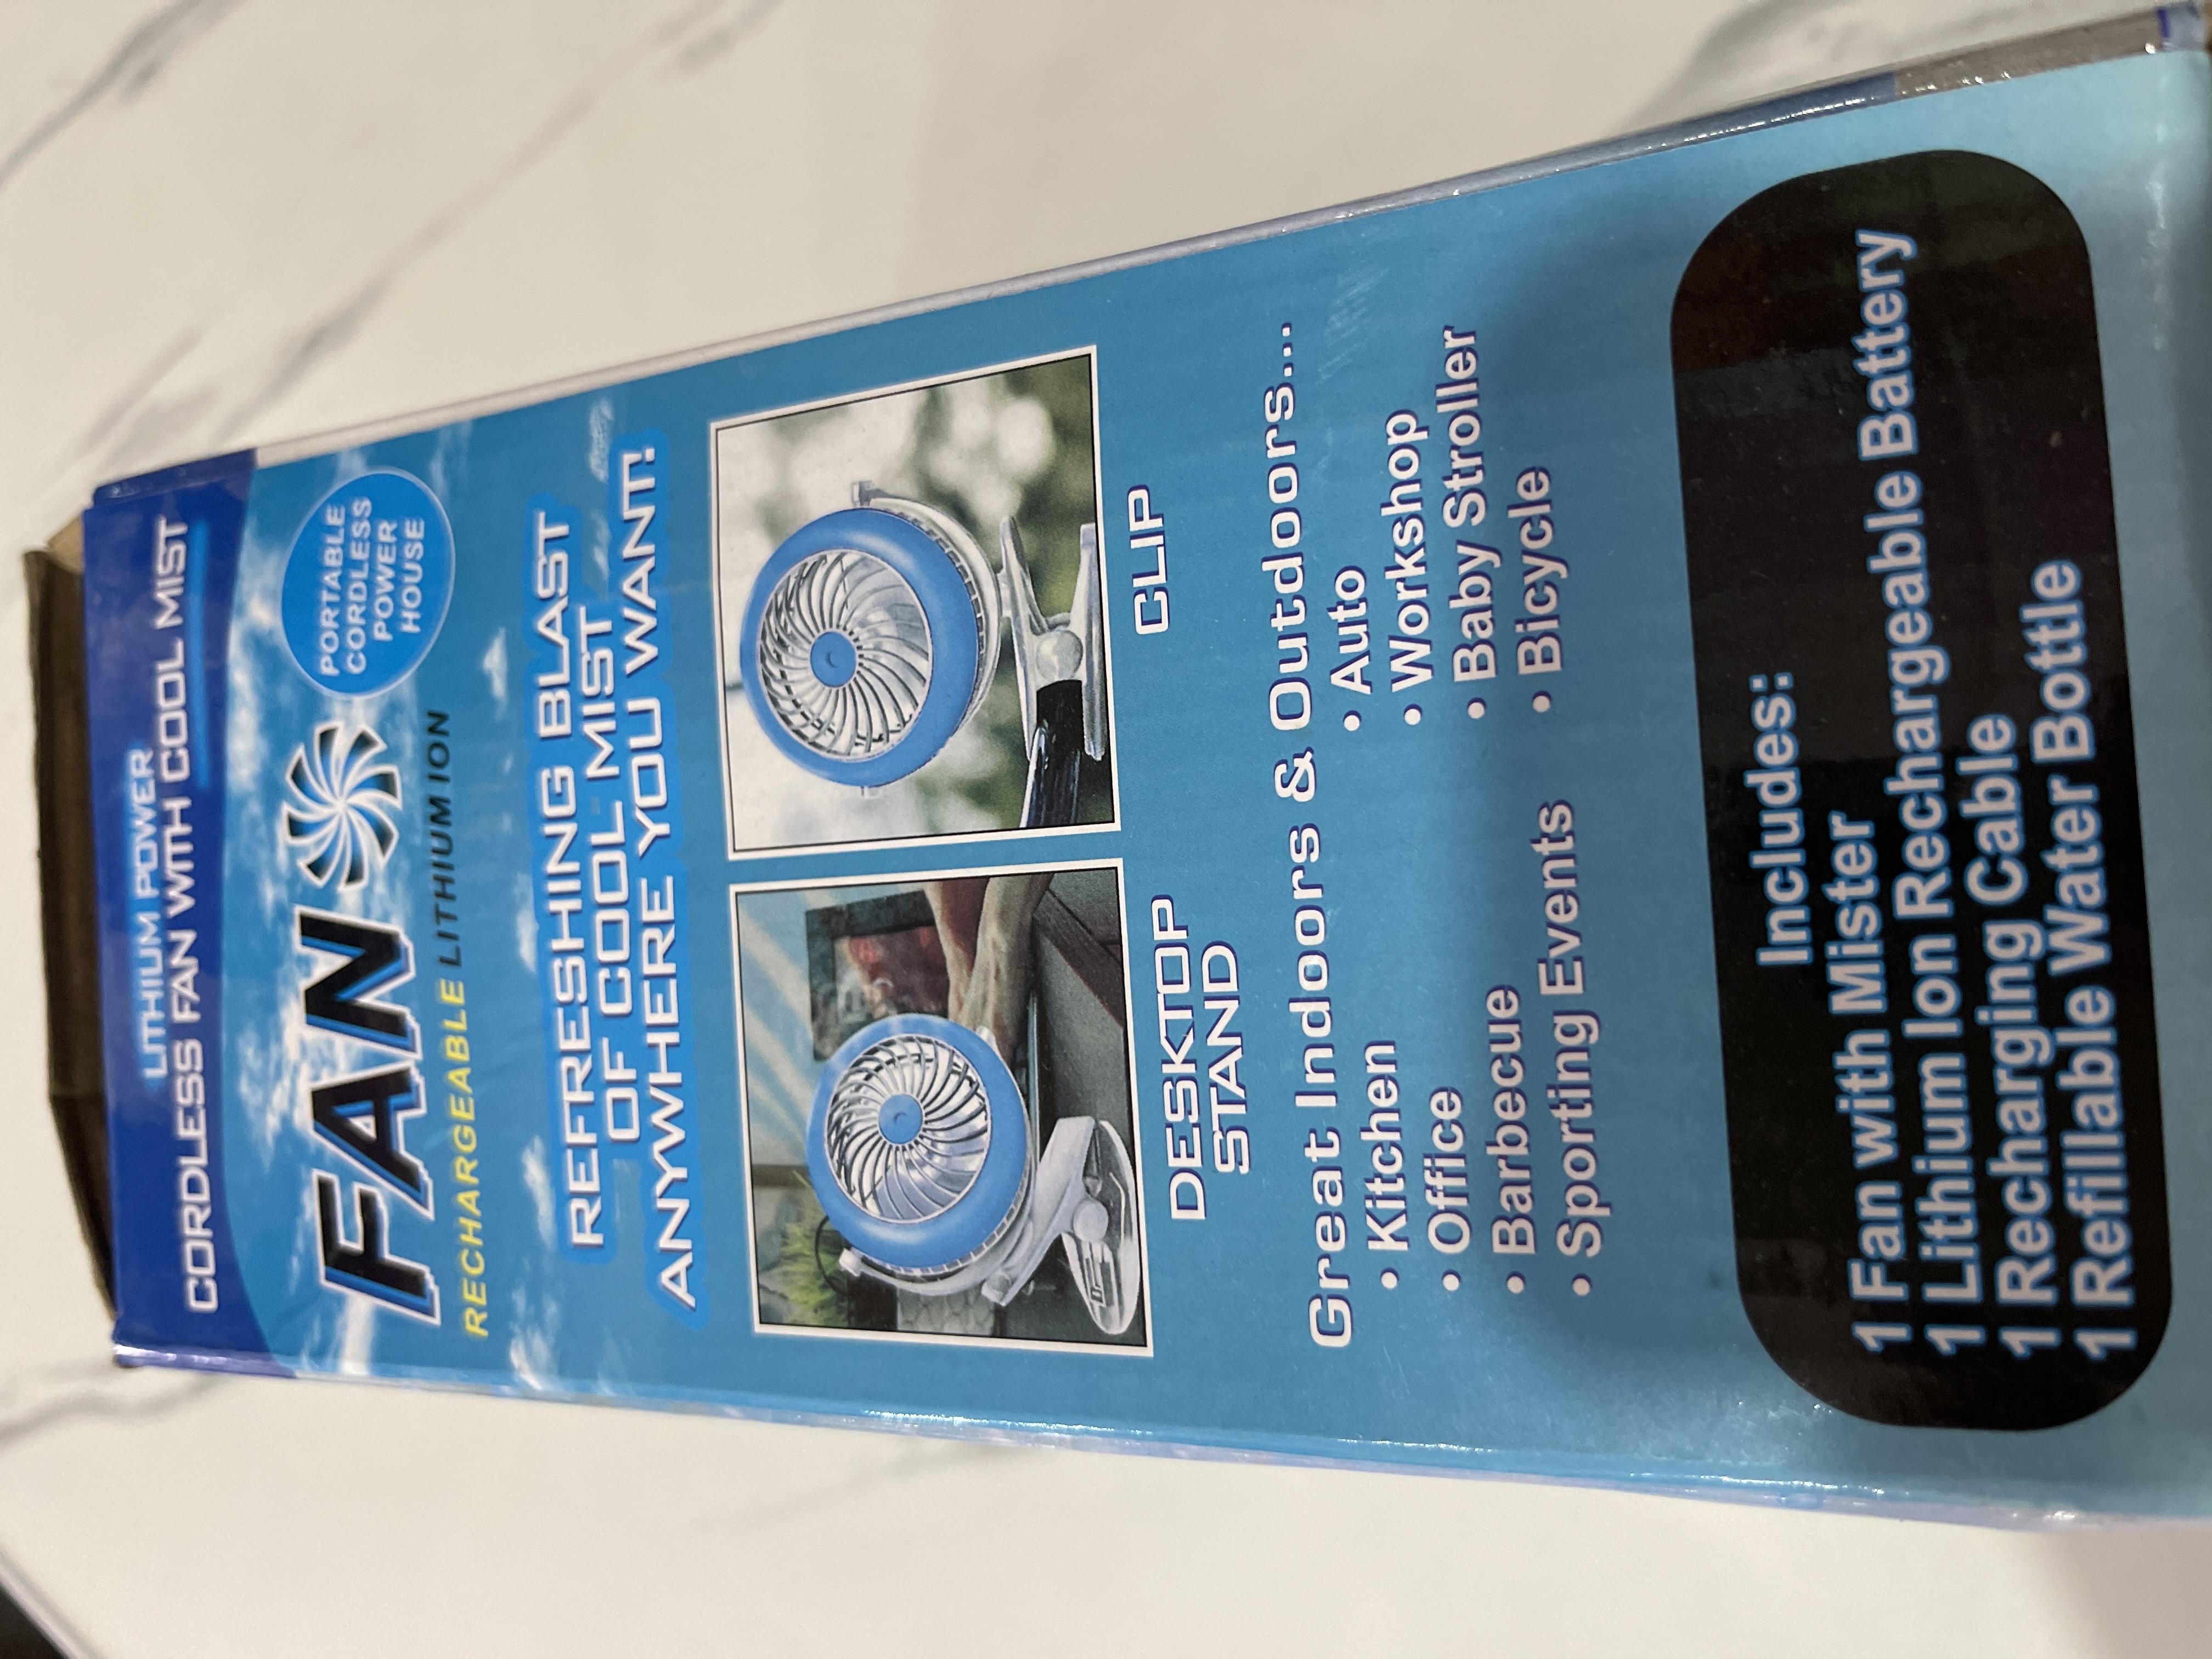 LITHIUM POWER
CORDLESS FAN WITH COOL MIST
FAN
PORTABLE
CORDLESS
POWER
HOUSE
RECHARGEABLE LITHIUM ION
REFRESHING BLAST
OF COOL MIST
ANYWHERE YOU WANT!
DESKTOP
STAND
CLIP
Great Indoors & Outdoors...
• Kitchen
• Office
• Barbecue
• Sporting Events
• Auto
• Workshop
• Baby Stroller
• Bicycle
Includes:
1 Fan with Mister
1 Lithium Ion Rechargeable Battery
1 Recharging Cable
1 Refillable Water Bottle